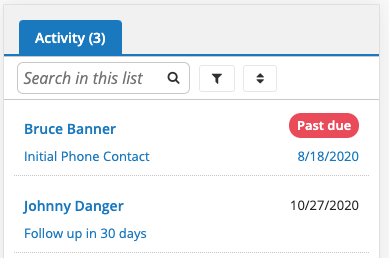 Activity (3)
Search in this list
Bruce Banner Past due
Initial Phone Contact 8/18/2020
Johnny Danger 10/27/2020
Follow up in 30 days